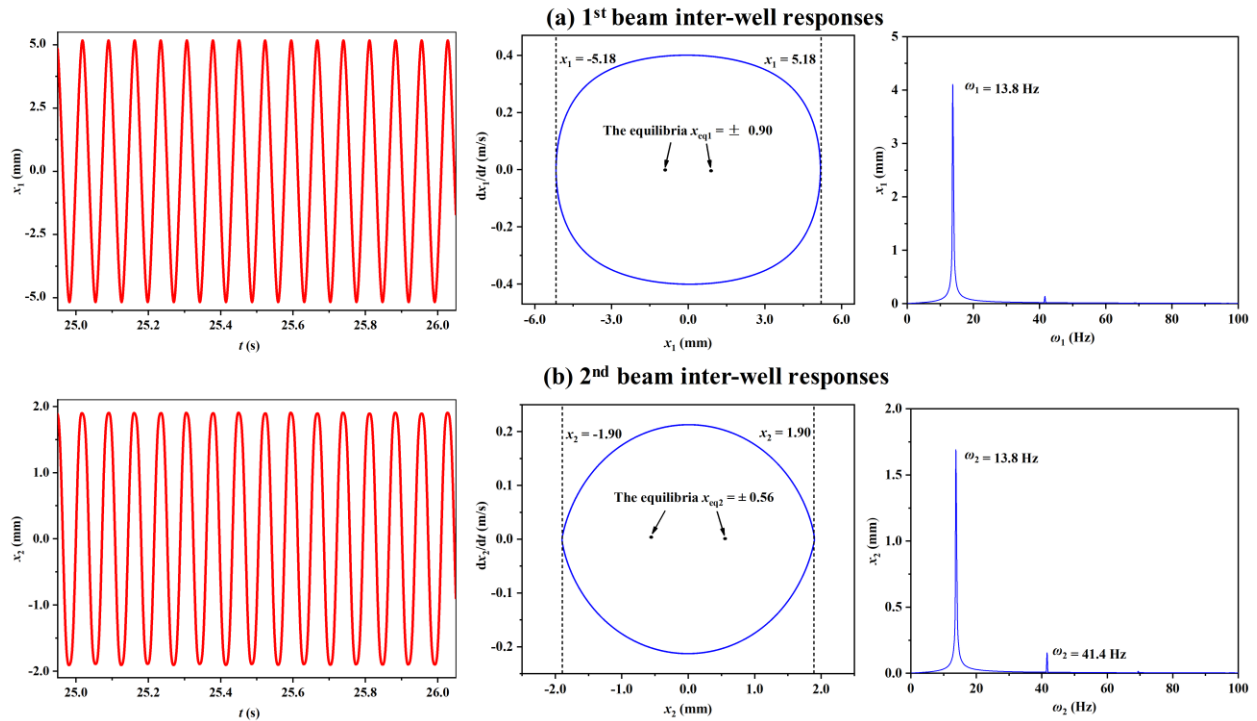 (a) 1st beam inter-well responses
5.0
2.5
0.0
-2.5
-5.0
x1 (mm)
25.0 25.2 25.4 25.6 25.8 26.0
t (s)
0.4
0.2
0.0
-0.2
-0.4
dx1/dt (m/s)
x1 = -5.18
x1 = 5.18
The equilibria xeq1 = ± 0.90
-6.0 -3.0 0.0 3.0 6.0
x1 (mm)
5
4
3
2
1
0
x1 (mm)
ω1 = 13.8 Hz
0 20 40 60 80 100
ω1 (Hz)
(b) 2nd beam inter-well responses
2.0
1.0
0.0
-1.0
-2.0
x2 (mm)
25.0 25.2 25.4 25.6 25.8 26.0
t (s)
0.2
0.1
0.0
-0.1
-0.2
dx2/dt (m/s)
x2 = -1.90
x2 = 1.90
The equilibria xeq2 = ± 0.56
-2.0 -1.0 0.0 1.0 2.0
x2 (mm)
2.0
1.5
1.0
0.5
0.0
x2 (mm)
ω2 = 13.8 Hz
ω2 = 41.4 Hz
0 20 40 60 80 100
ω2 (Hz)